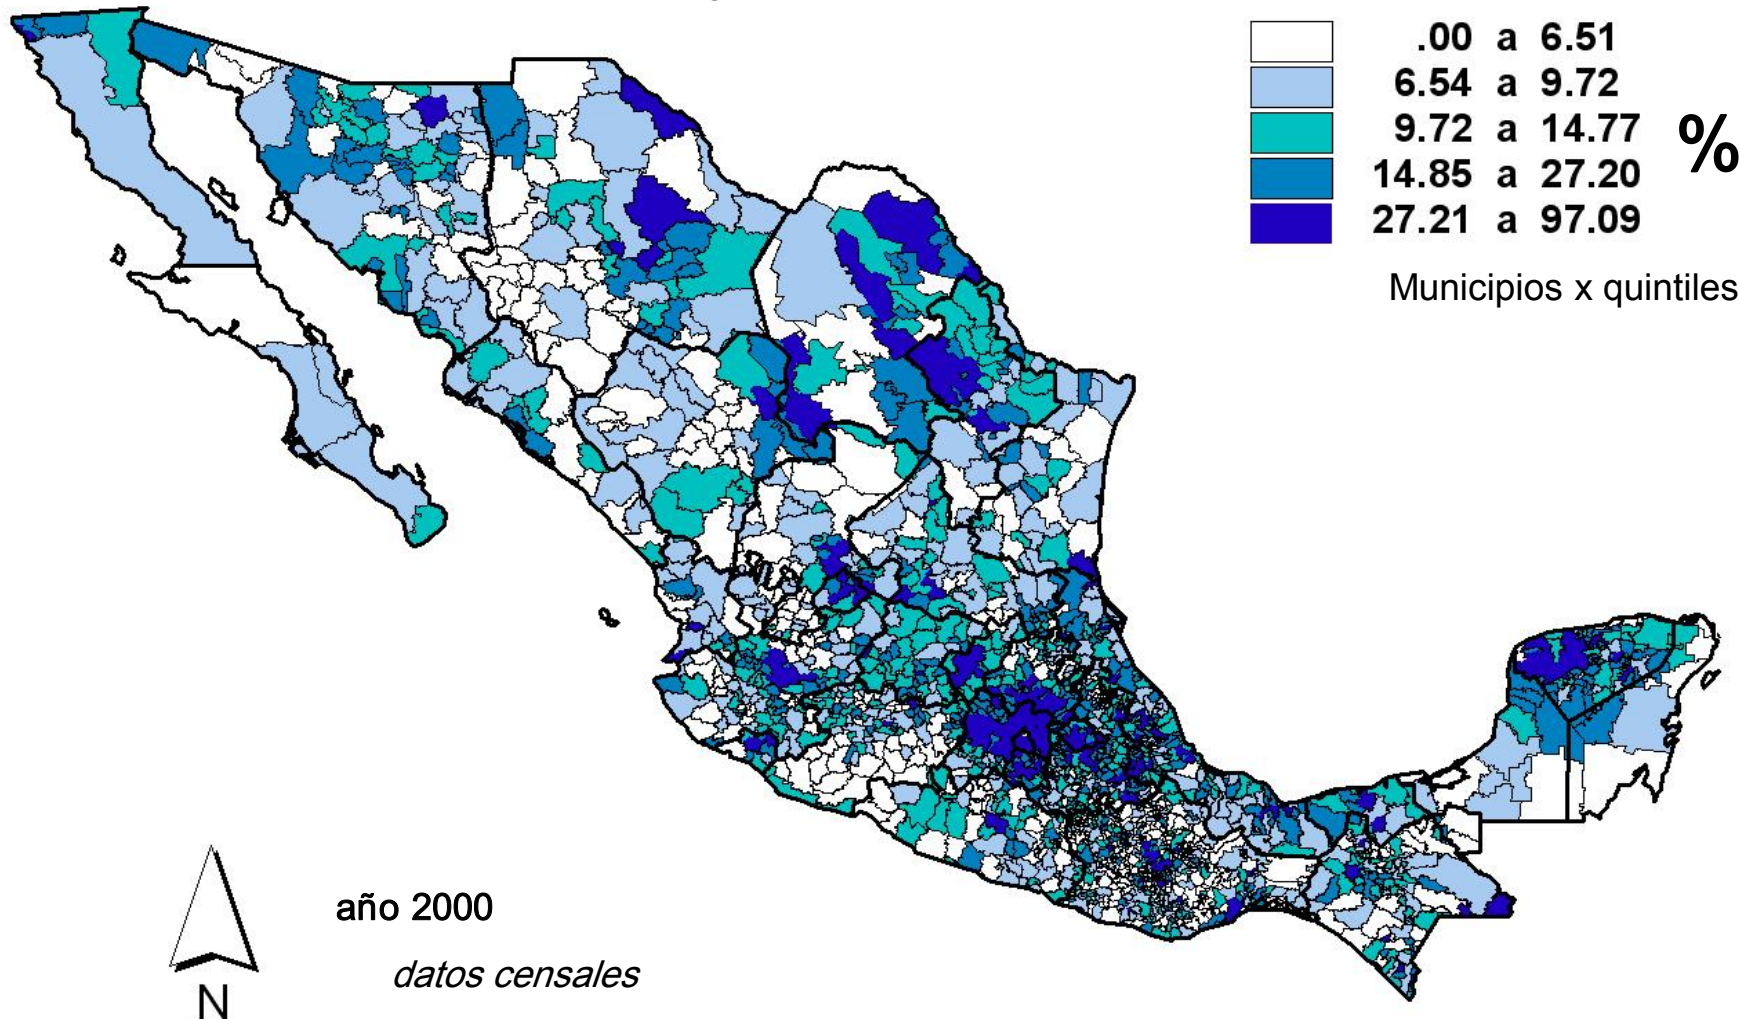 .00 a 6.51
6.54 a 9.72
9.72 a 14.77
14.85 a 27.20
27.21 a 97.09
%
Municipios x quintiles
año 2000
datos censales
N